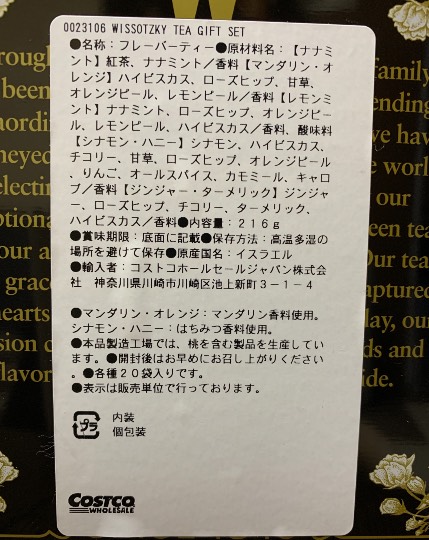 0023106 WISSOTZKY TEA GIFT SET
●名称：フレーバーティー●原材料名：【ナナミ
ント】紅茶、ナナミント／香料【マンダリン・オ
レンジ】ハイビスカス、ローズヒップ、甘草、
オレンジピール、レモンピール／香料【レモンミ
ント】ナナミント、ローズヒップ、オレンジピー
ル、レモンピール、ハイビスカス／香料、酸味料
【シナモン・ハニー】シナモン、ハイビスカス、
チコリー、甘草、ローズヒップ、オレンジピール
、りんご、オールスパイス、カモミール、キャロ
ブ／香料【ジンジャー・ターメリック】ジンジャ
ー、ローズヒップ、チコリー、ターメリック、
ハイビスカス／香料●内容量：２１６ｇ
●賞味期限：底面に記載●保存方法：高温多湿の
場所を避けて保存●原産国名：イスラエル
●輸入者：コストコホールセールジャパン株式会
社　神奈川県川崎市川崎区池上新町３－１－４
●マンダリン・オレンジ：マンダリン香料使用。
シナモン・ハニー：はちみつ香料使用。
●本品製造工場では、桃を含む製品を生産してい
ます。●開封後はお早めにお召し上がりください
。●各種２０袋入りです。
●表示は販売単位で行っております。
プラ
内装
個包装
COSTCO
WHOLESALE
family
ending
we have
our
een tea
Our tea
captured
lay, our
ds and
ide.
been
our a
grace
hearts
flavor